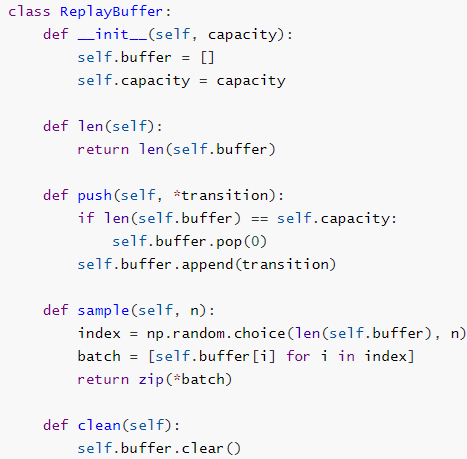 class ReplayBuffer:
    def __init__(self, capacity):
        self.buffer = []
        self.capacity = capacity

    def len(self):
        return len(self.buffer)

    def push(self, *transition):
        if len(self.buffer) == self.capacity:
            self.buffer.pop(0)
        self.buffer.append(transition)

    def sample(self, n):
        index = np.random.choice(len(self.buffer), n)
        batch = [self.buffer[i] for i in index]
        return zip(*batch)

    def clean(self):
        self.buffer.clear()